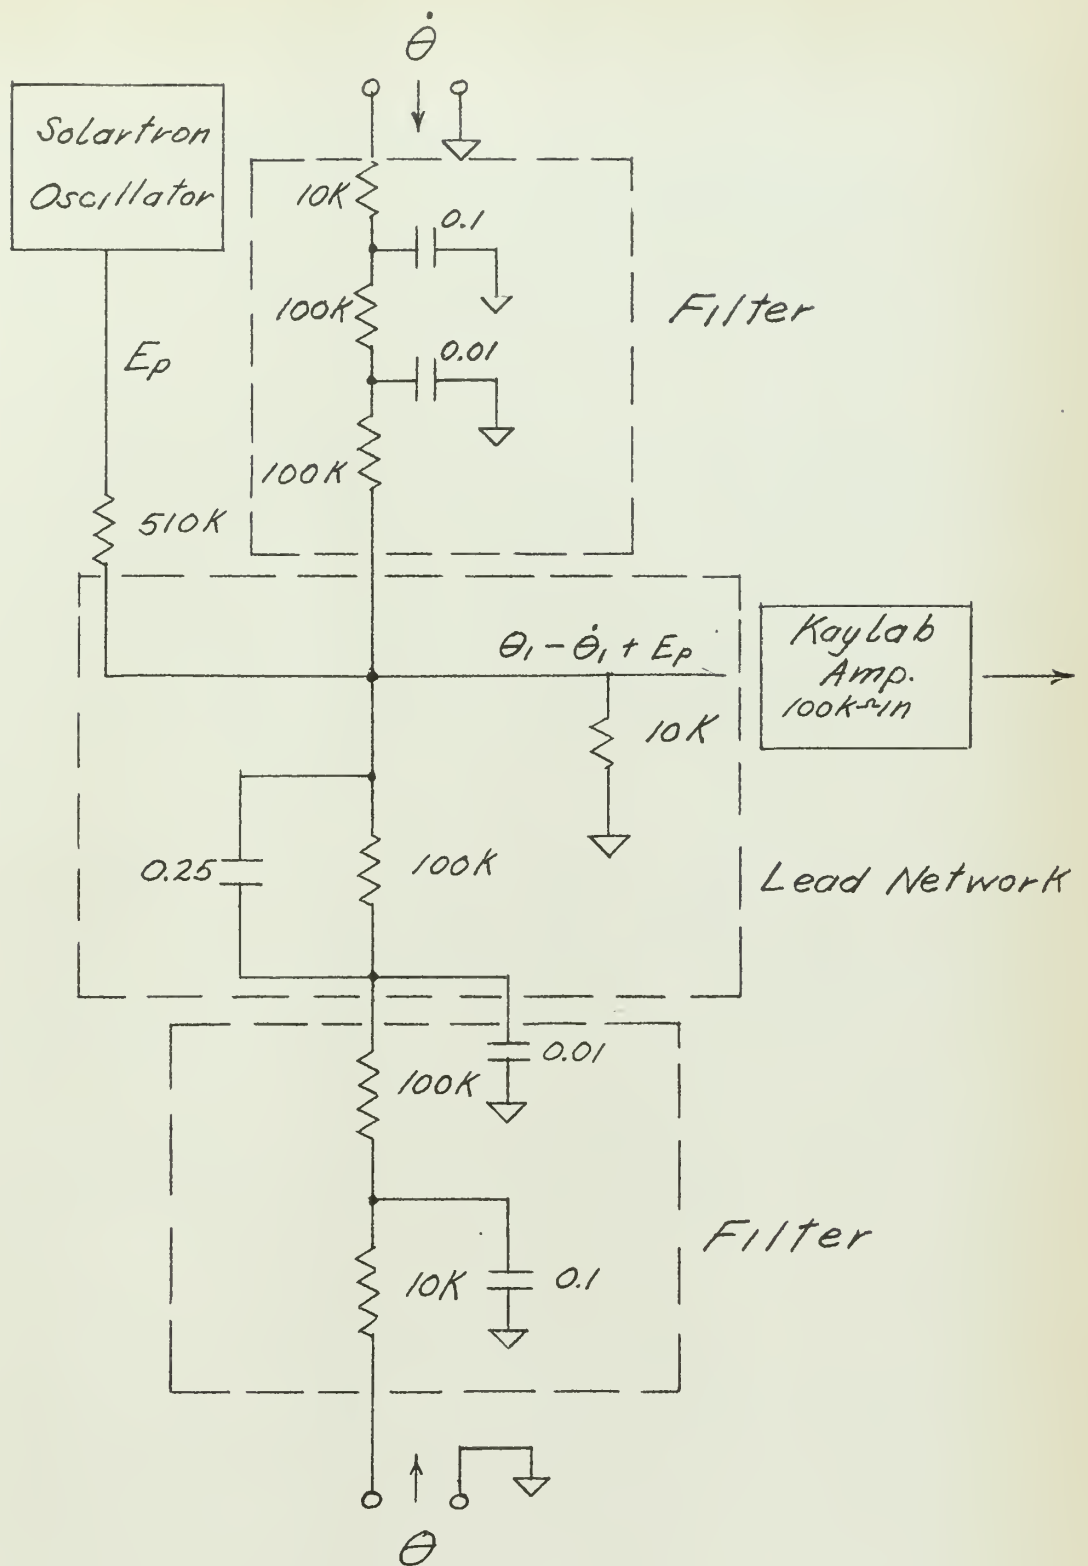 θ̇
Solartron
Oscillator
10K
0.1
100K
Filter
0.01
Ep
100K
510K
θ₁ - θ̇₁ + Ep
Kaylab
Amp.
100K Ω in
10K
0.25
100K
Lead Network
0.01
100K
Filter
10K
0.1
θ